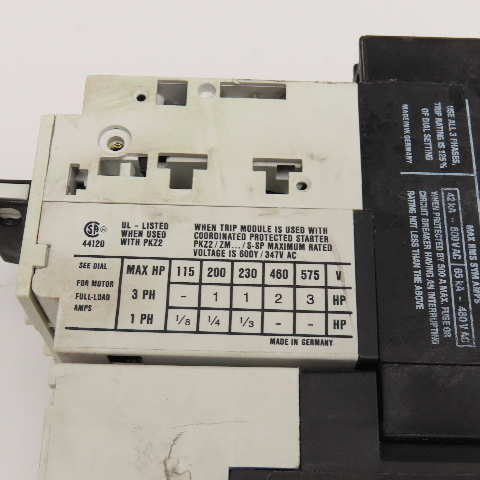 UL - LISTED
WHEN USED
WITH PKZ2
WHEN TRIP MODULE IS USED WITH
COORDINATED PROTECTED STARTER
PKZ2/ZM.../S-SP MAXIMUM RATED
VOLTAGE IS 600Y/347V AC
44120
SEE DIAL
FOR MOTOR
FULL-LOAD
AMPS
MAX HP 115 200 230 460 575 V
3 PH - 1 1 2 3 HP
1 PH 1/8 1/4 1/3 - - HP
MADE IN GERMANY
USE ALL 3 PHASES,
TRIP RATING IS 125%
OF DUAL SETTING
MADE IN W. GERMANY
MAX RMS SYM AMPS
42 kA - 600V AC 65 kA - 480 V AC
WHEN PROTECTED BY 500 A MAX. FUSE OR
CIRCUIT BREAKER HAVING AN INTERRUPTING
RATING NOT LESS THAN THE ABOVE